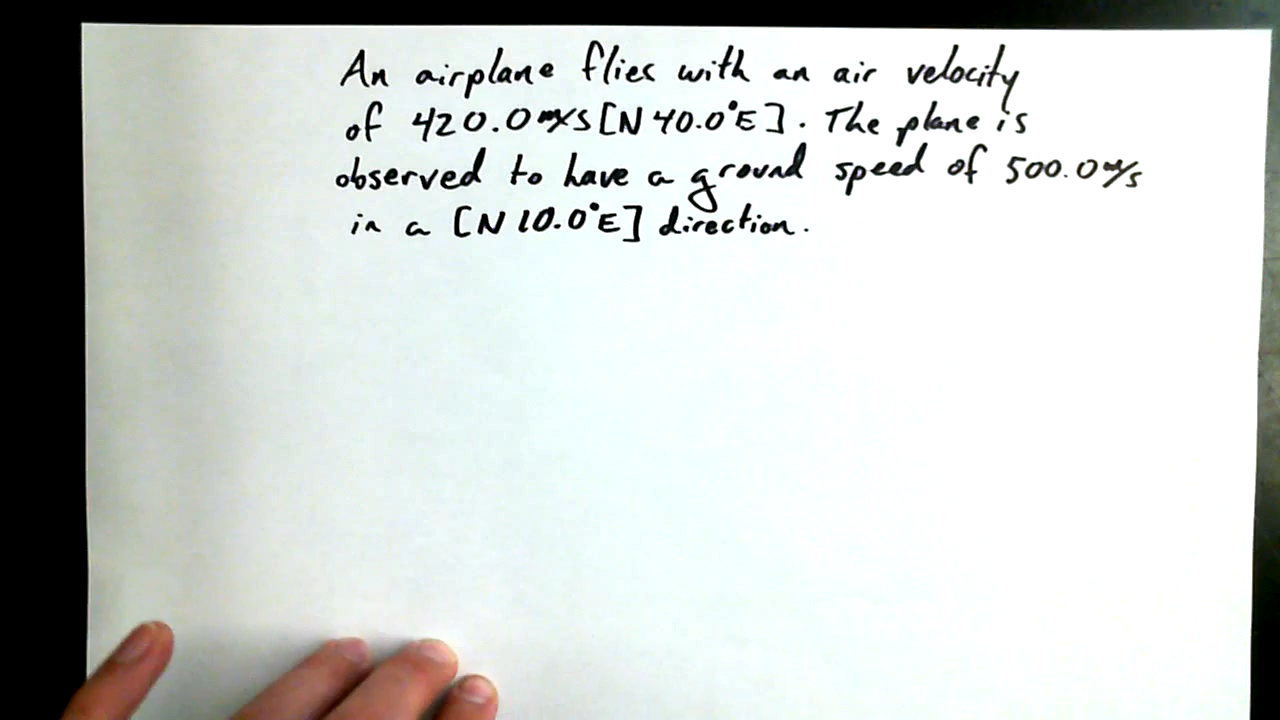 An airplane flies with an air velocity
of 420.0 m/s [N 40.0°E]. The plane is
observed to have a ground speed of 500.0 m/s
in a [N 10.0°E] direction.